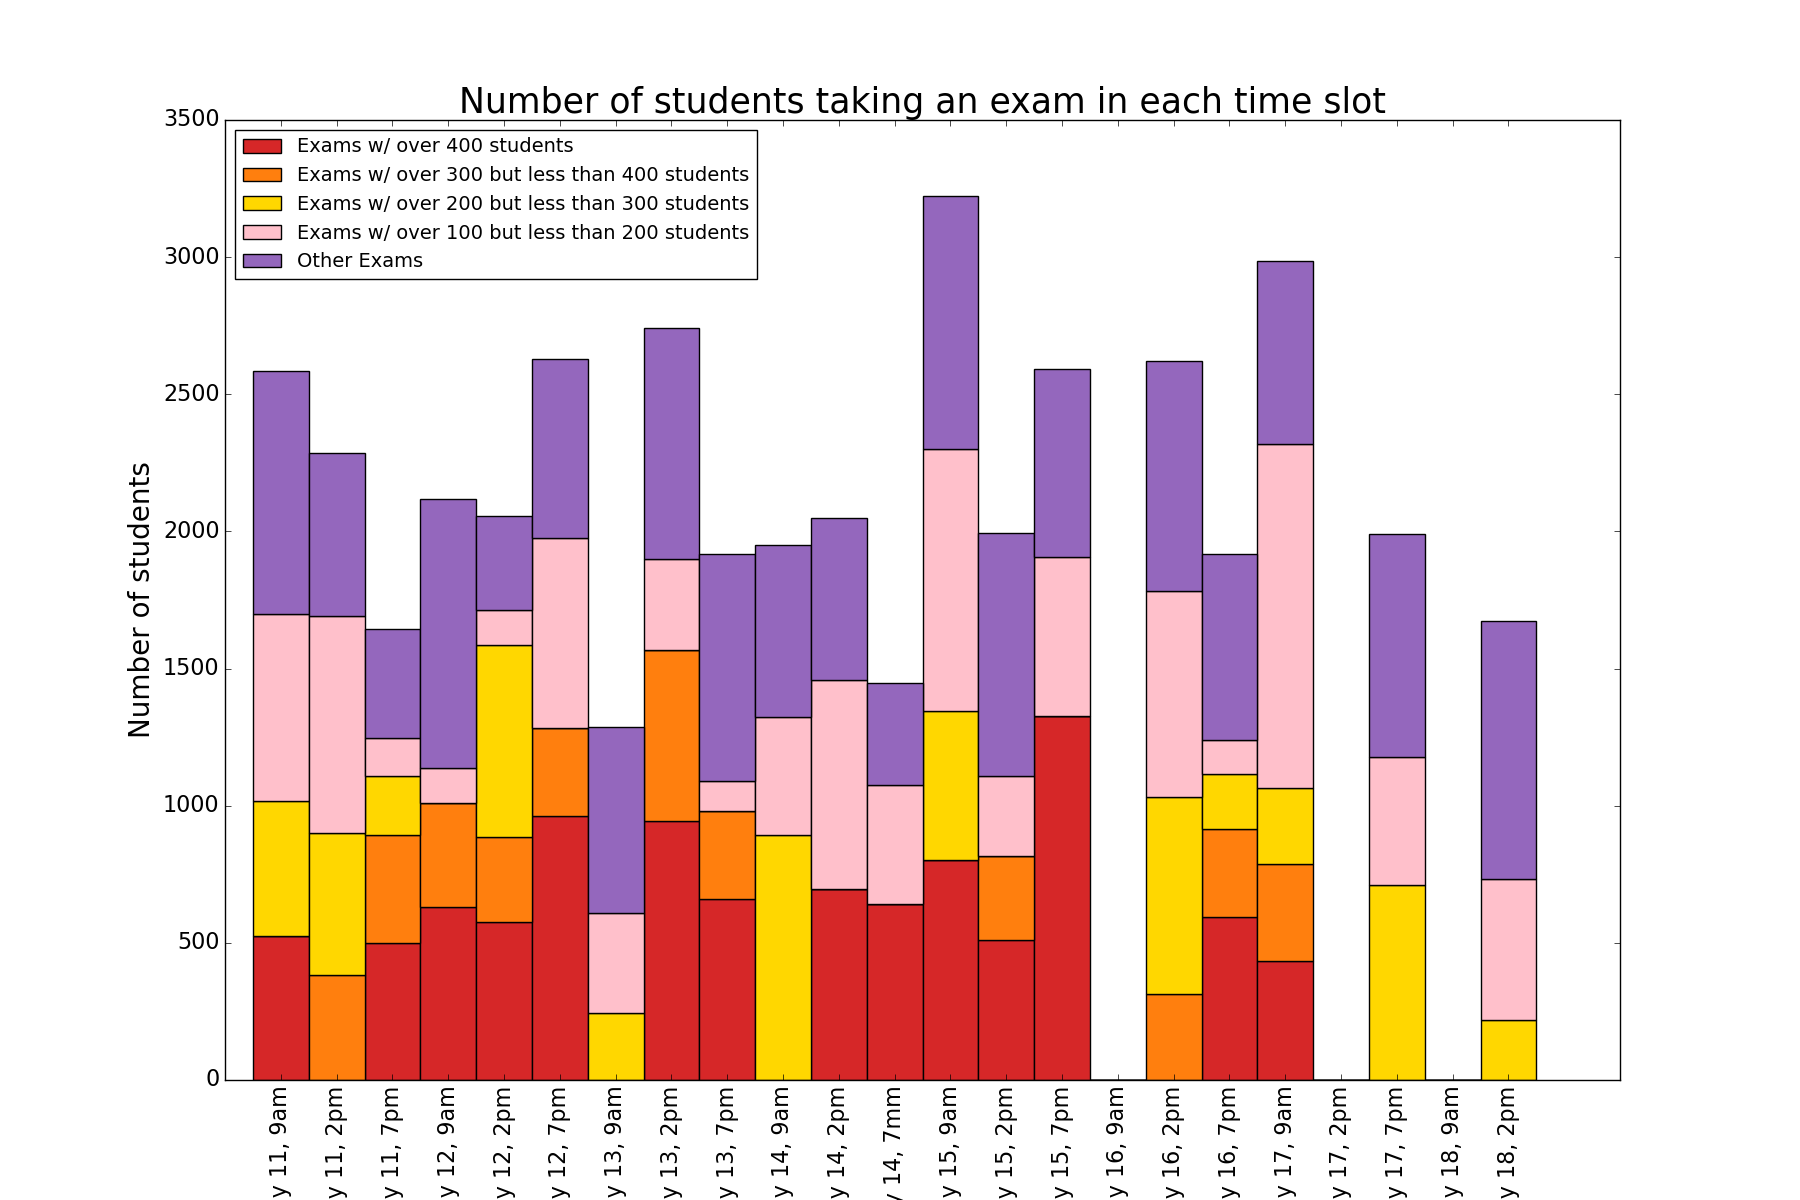 Number of students taking an exam in each time slot
3500
3000
2500
2000
1500
1000
500
0
Number of students
Exams w/ over 400 students
Exams w/ over 300 but less than 400 students
Exams w/ over 200 but less than 300 students
Exams w/ over 100 but less than 200 students
Other Exams
y 11, 9am
y 11, 2pm
y 11, 7pm
y 12, 9am
y 12, 2pm
y 12, 7pm
y 13, 9am
y 13, 2pm
y 13, 7pm
y 14, 9am
y 14, 2pm
y 14, 7mm
y 15, 9am
y 15, 2pm
y 15, 7pm
y 16, 9am
y 16, 2pm
y 16, 7pm
y 17, 9am
y 17, 2pm
y 17, 7pm
y 18, 9am
y 18, 2pm